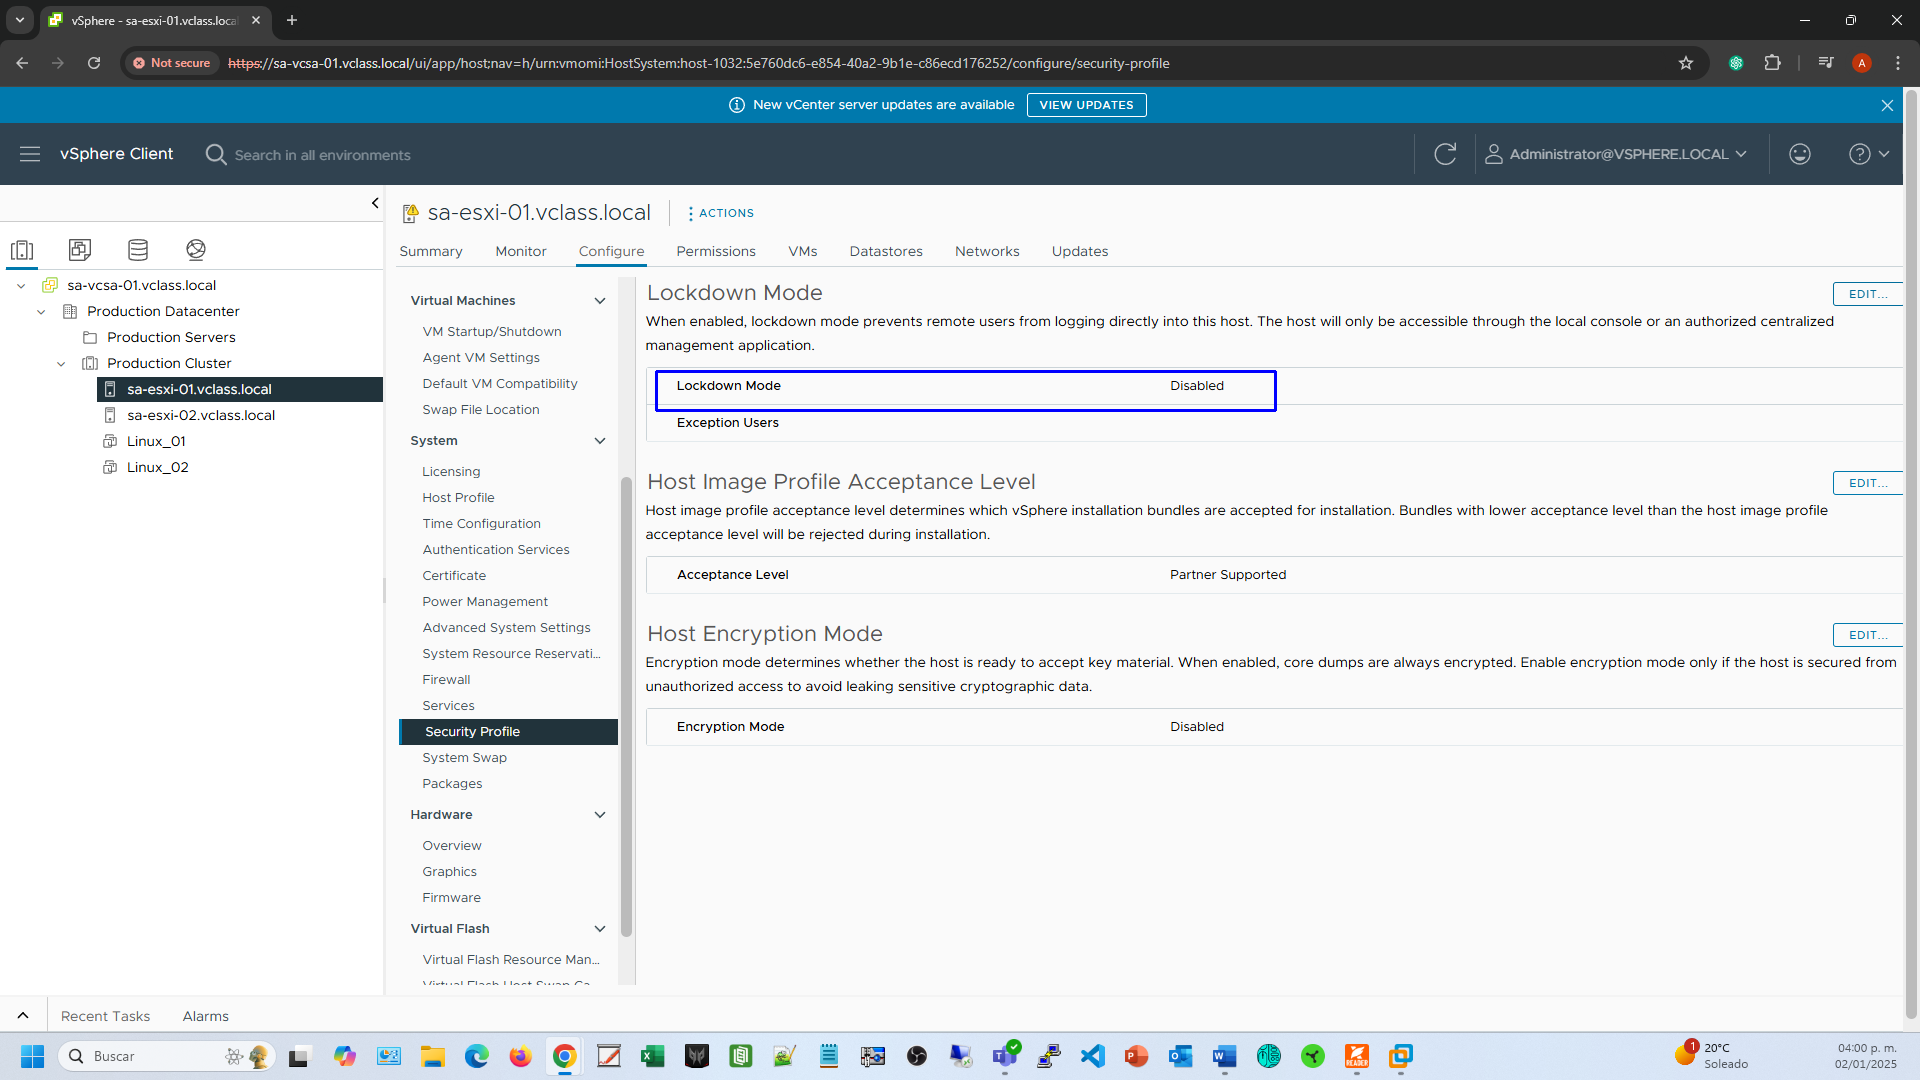 vSphere - sa-esxi-01.vclass.loca
Not secure
https://sa-vcsa-01.vclass.local/ui/app/host;nav=h/urn:vmomi:HostSystem:host-1032:5e760dc6-e854-40a2-9b1e-c86ecd176252/configure/security-profile
A
New vCenter server updates are available
VIEW UPDATES
vSphere Client
Search in all environments
Administrator@VSPHERE.LOCAL
sa-vcsa-01.vclass.local
Production Datacenter
Production Servers
Production Cluster
sa-esxi-01.vclass.local
sa-esxi-02.vclass.local
Linux_01
Linux_02
sa-esxi-01.vclass.local
ACTIONS
Summary
Monitor
Configure
Permissions
VMs
Datastores
Networks
Updates
Virtual Machines
VM Startup/Shutdown
Agent VM Settings
Default VM Compatibility
Swap File Location
System
Licensing
Host Profile
Time Configuration
Authentication Services
Certificate
Power Management
Advanced System Settings
System Resource Reservati...
Firewall
Services
Security Profile
System Swap
Packages
Hardware
Overview
Graphics
Firmware
Virtual Flash
Virtual Flash Resource Man...
Virtual Flash Host Swap Ca...
Lockdown Mode
EDIT...
When enabled, lockdown mode prevents remote users from logging directly into this host. The host will only be accessible through the local console or an authorized centralized
management application.
Lockdown Mode
Disabled
Exception Users
Host Image Profile Acceptance Level
EDIT...
Host image profile acceptance level determines which vSphere installation bundles are accepted for installation. Bundles with lower acceptance level than the host image profile
acceptance level will be rejected during installation.
Acceptance Level
Partner Supported
Host Encryption Mode
EDIT...
Encryption mode determines whether the host is ready to accept key material. When enabled, core dumps are always encrypted. Enable encryption mode only if the host is secured from
unauthorized access to avoid leaking sensitive cryptographic data.
Encryption Mode
Disabled
Recent Tasks
Alarms
Buscar
READER
1
20°C
Soleado
04:00 p. m.
02/01/2025